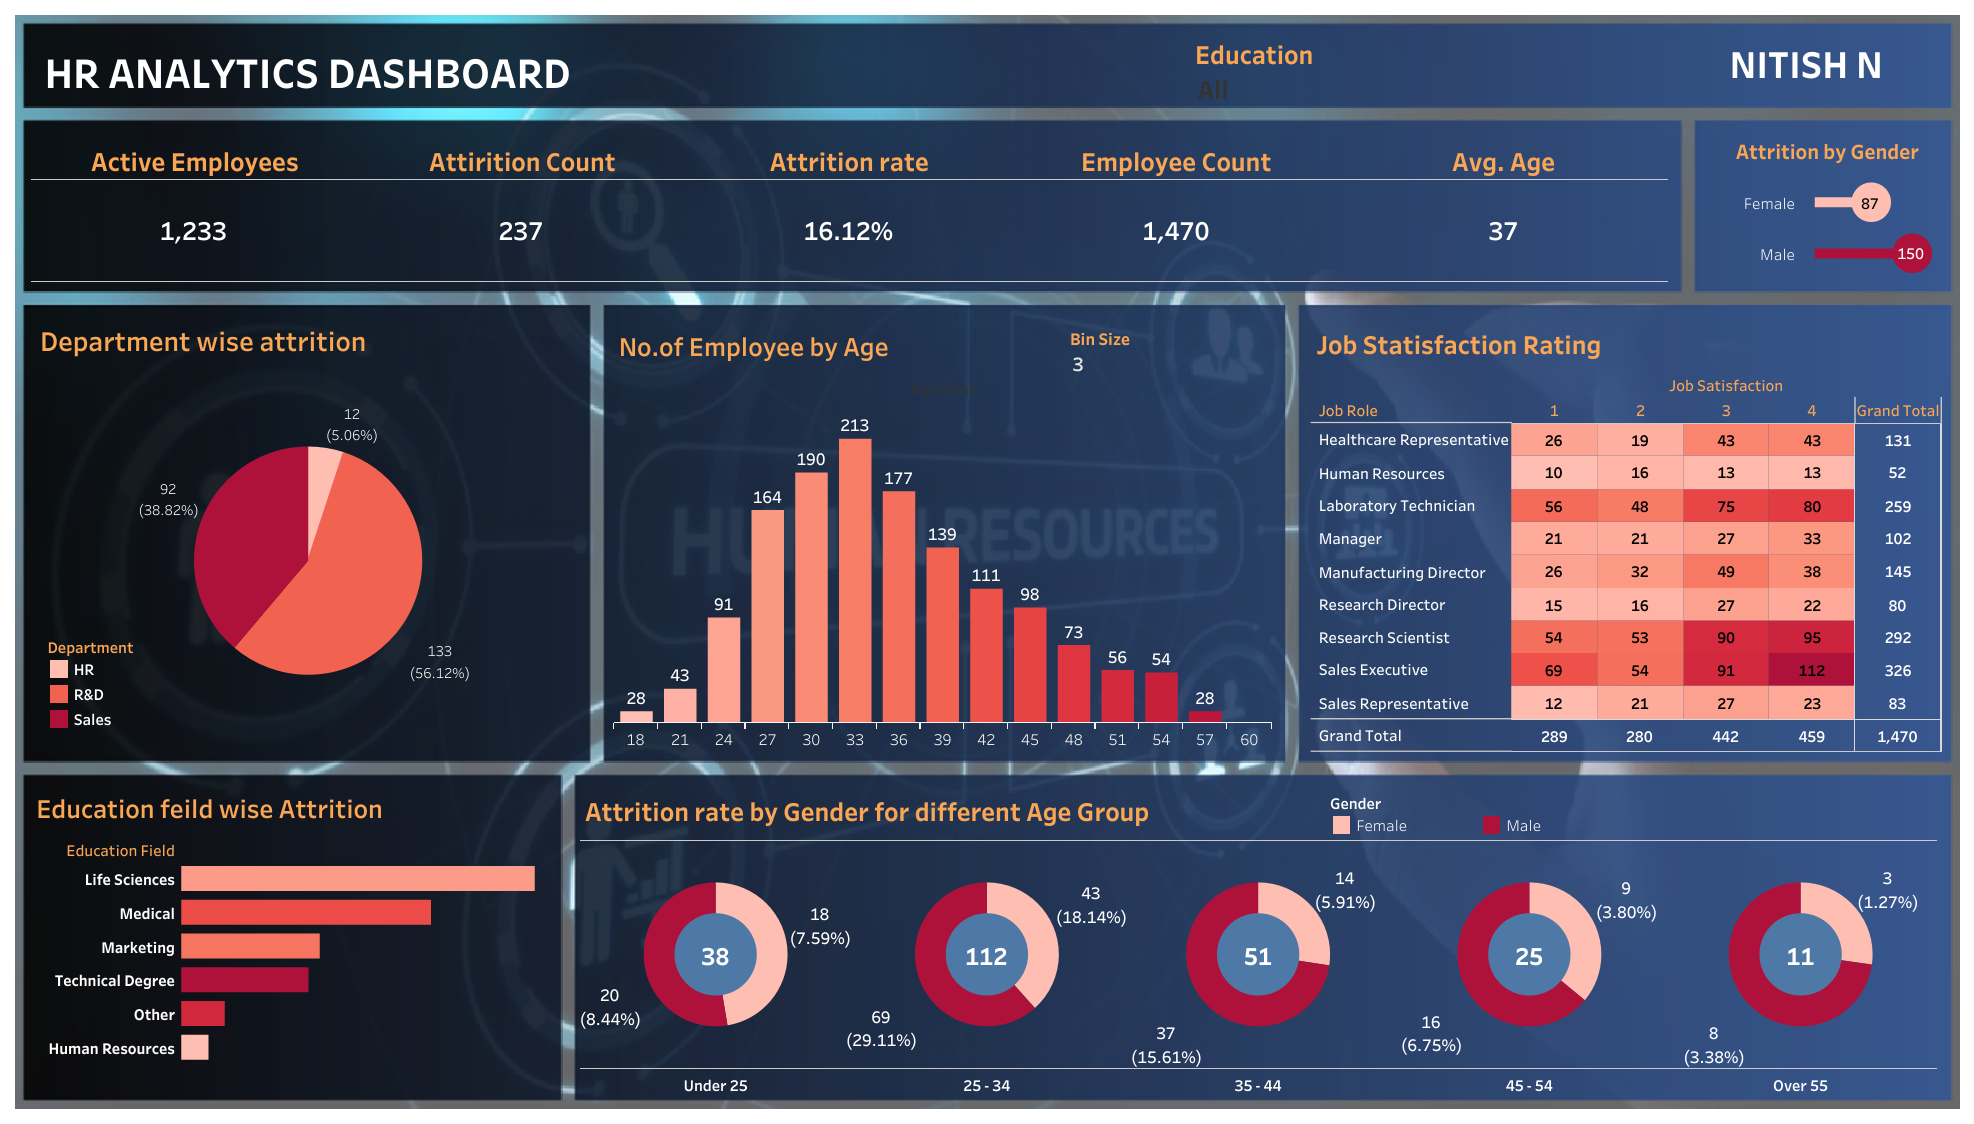 HR ANALYTICS DASHBOARD
Education
All
NITISH N
Active Employees Attirition Count Attrition rate Employee Count Avg. Age
1,233 237 16.12% 1,470 37
Attrition by Gender
Female 87
Male 150
Department wise attrition
12
(5.06%)
92
(38.82%)
133
(56.12%)
Department
HR
R&D
Sales
No.of Employee by Age
Bin Size
3
HUMAN RESOURCES
28 43 91 164 190 213 177 139 111 98 73 56 54 28
18 21 24 27 30 33 36 39 42 45 48 51 54 57 60
Job Statisfaction Rating
Job Satisfaction
Job Role 1 2 3 4 Grand Total
Healthcare Representative 26 19 43 43 131
Human Resources 10 16 13 13 52
Laboratory Technician 56 48 75 80 259
Manager 21 21 27 33 102
Manufacturing Director 26 32 49 38 145
Research Director 15 16 27 22 80
Research Scientist 54 53 90 95 292
Sales Executive 69 54 91 112 326
Sales Representative 12 21 27 23 83
Grand Total 289 280 442 459 1,470
Education feild wise Attrition
Education Field
Life Sciences
Medical
Marketing
Technical Degree
Other
Human Resources
Attrition rate by Gender for different Age Group
Gender
Female Male
38
18
(7.59%)
20
(8.44%)
Under 25
112
43
(18.14%)
69
(29.11%)
25 - 34
51
14
(5.91%)
37
(15.61%)
35 - 44
25
9
(3.80%)
16
(6.75%)
45 - 54
11
3
(1.27%)
8
(3.38%)
Over 55